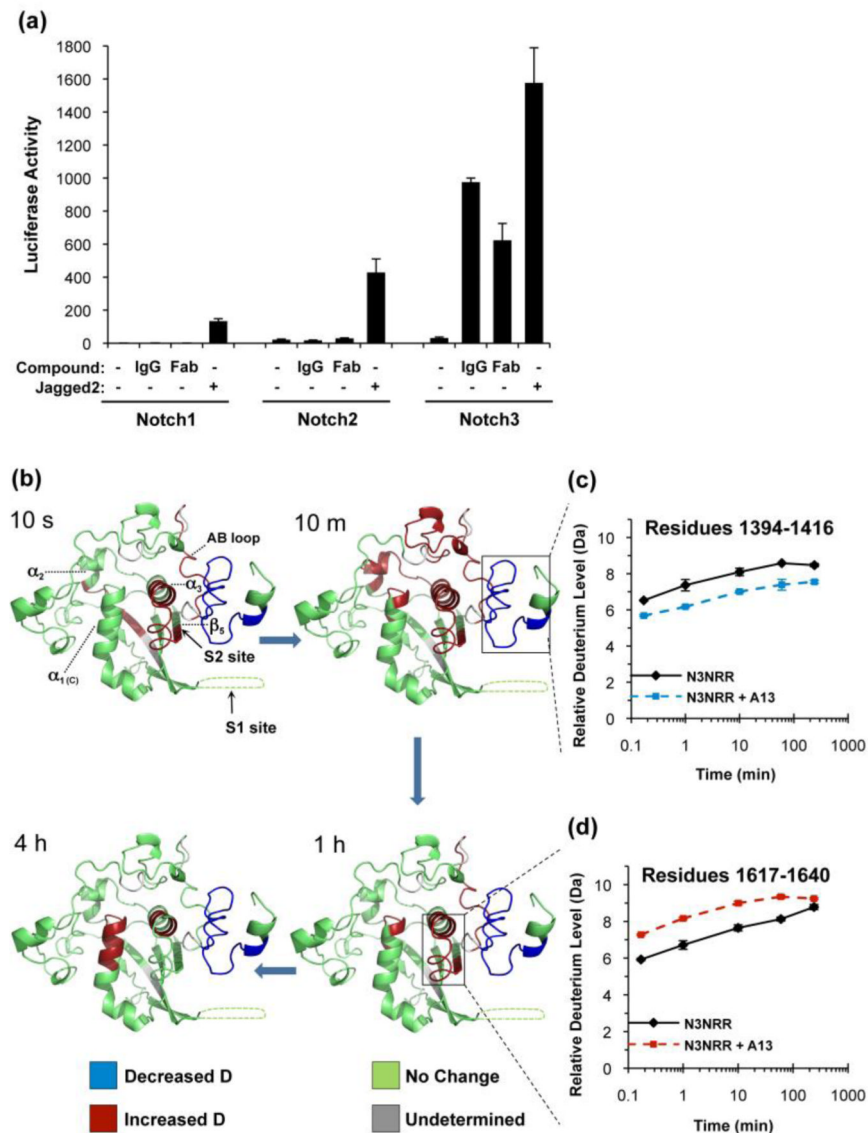 (a)
Luciferase Activity
1800
1600
1400
1200
1000
800
600
400
200
0
Compound: - IgG Fab - - IgG Fab - - IgG Fab -
Jagged2: - - - + - - - + - - - +
Notch1 Notch2 Notch3
(b)
10 s
AB loop
α2
α3
β5
S2 site
α1 (C)
S1 site
10 m
(c)
Residues 1394-1416
Relative Deuterium Level (Da)
10
8
6
4
2
0
N3NRR
N3NRR + A13
0.1 1 10 100 1000
Time (min)
4 h
1 h
(d)
Residues 1617-1640
Relative Deuterium Level (Da)
10
8
6
4
2
0
N3NRR
N3NRR + A13
0.1 1 10 100 1000
Time (min)
Decreased D
No Change
Increased D
Undetermined